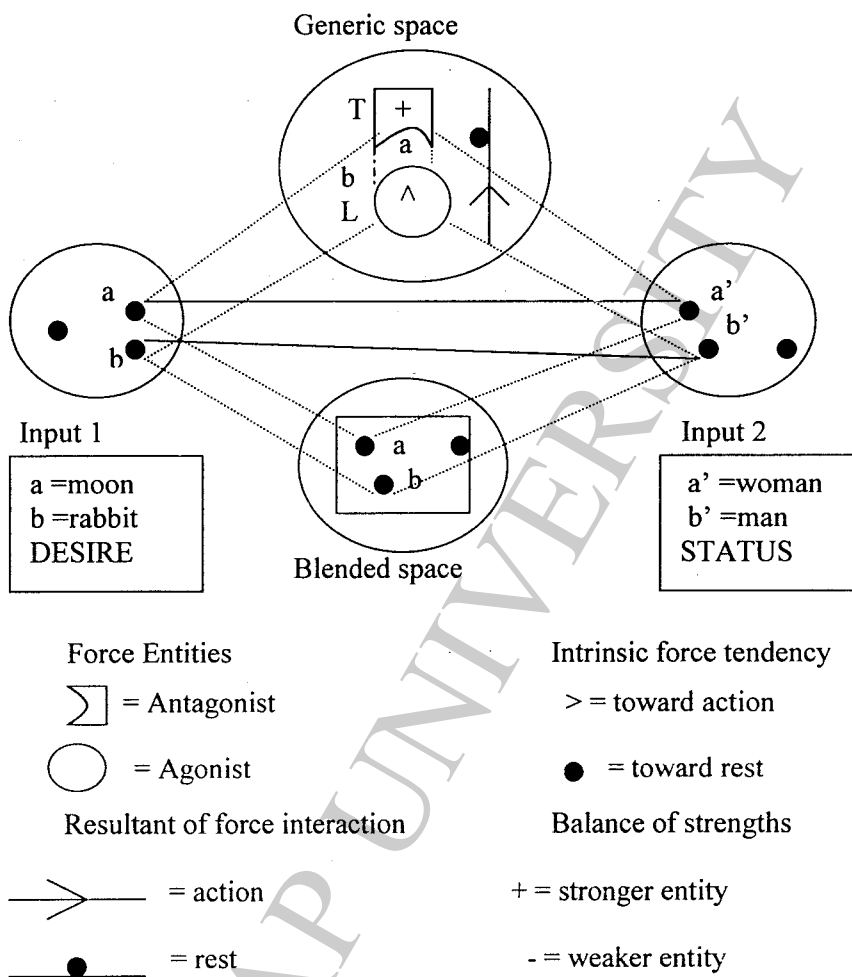 Generic space
T
+
a
b
^
L
a
b
a’
b’
a
b
Input 1
Input 2
a =moon
b =rabbit
DESIRE
a’ =woman
b’ =man
STATUS
Blended space
Force Entities
Intrinsic force tendency
= Antagonist
> = toward action
= Agonist
= toward rest
Resultant of force interaction
Balance of strengths
= action
+ = stronger entity
= rest
- = weaker entity
AP UNIVERSITY